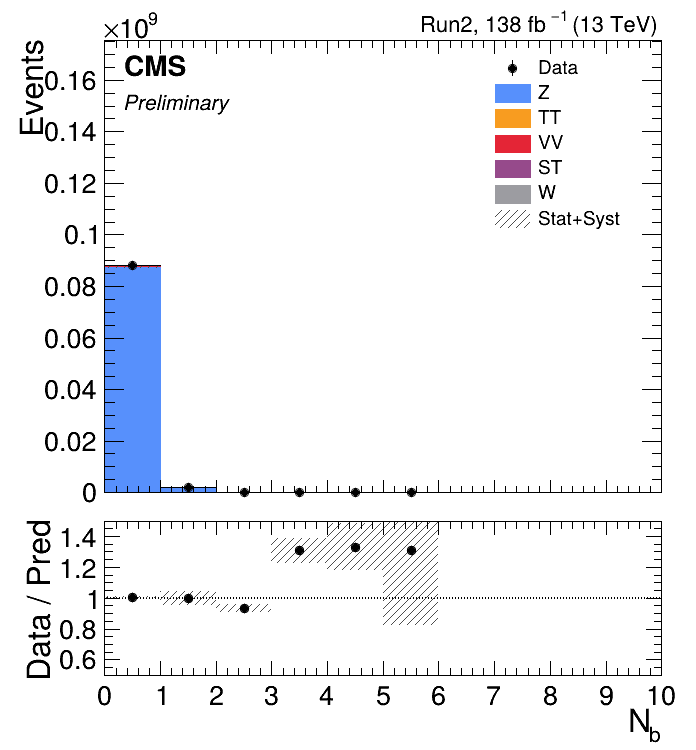 ×10⁹
Run2, 138 fb⁻¹ (13 TeV)
Events
CMS
Preliminary
Data
Z
TT
VV
ST
W
Stat+Syst
0.16
0.14
0.12
0.1
0.08
0.06
0.04
0.02
0
Data / Pred
1.4
1.2
1
0.8
0.6
0 1 2 3 4 5 6 7 8 9 10
N_b